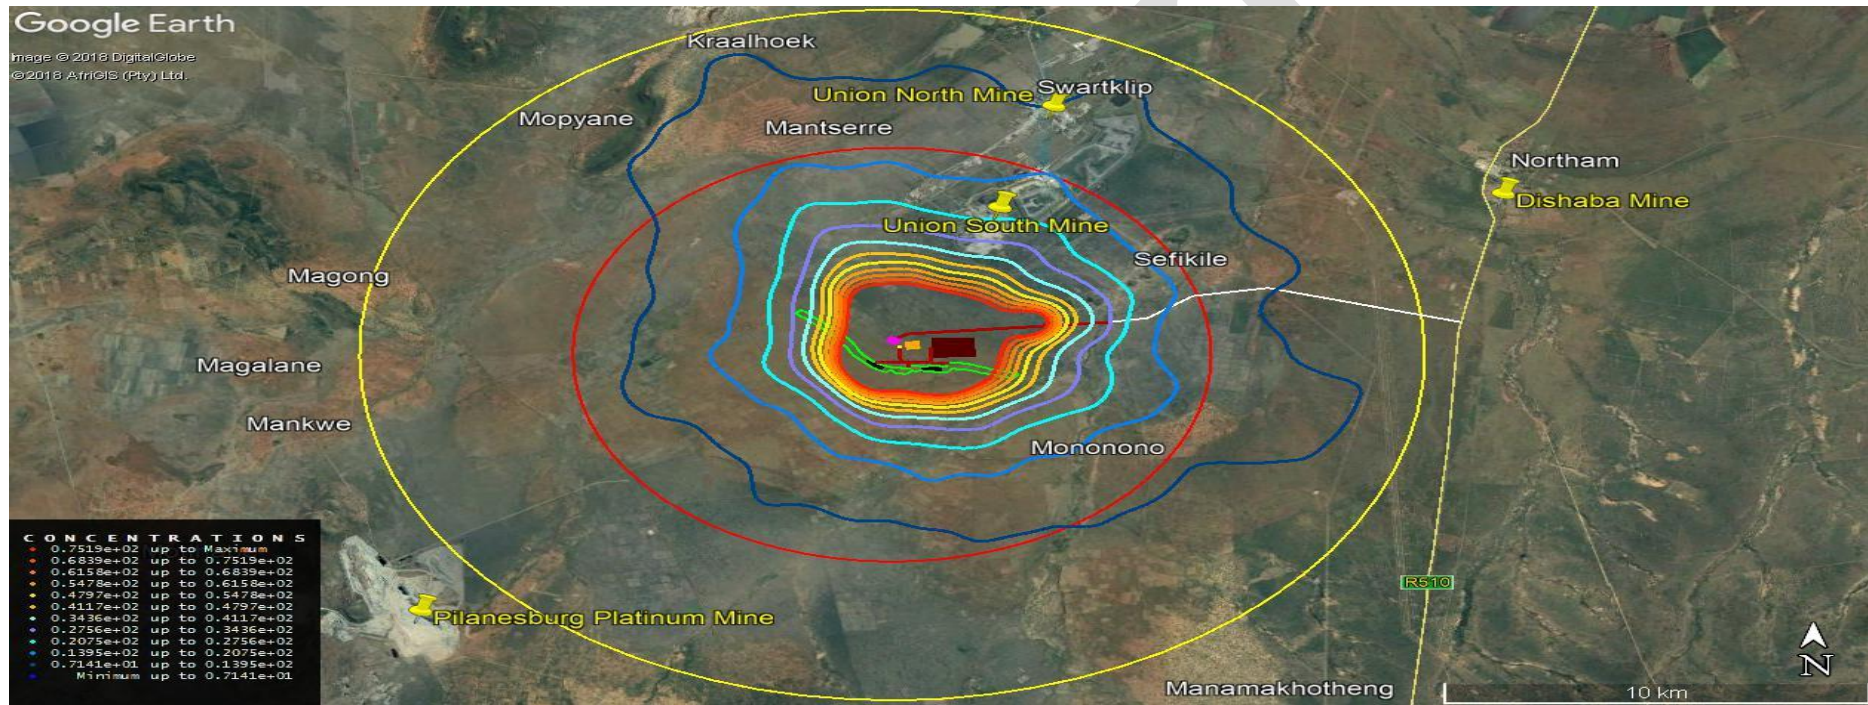 Google Earth
Image © 2018 DigitalGlobe
© 2018 AfriGIS (Pty) Ltd.
Kraalhoek
Union North Mine
Swartklip
Mopyane
Mantserre
Northam
Dishaba Mine
Union South Mine
Sefikile
Magong
Magalane
Mankwe
Mononono
CONCENTRATIONS
0.7519e+02 up to Maximum
0.6839e+02 up to 0.7519e+02
0.6158e+02 up to 0.6839e+02
0.5478e+02 up to 0.6158e+02
0.4797e+02 up to 0.5478e+02
0.4117e+02 up to 0.4797e+02
0.3436e+02 up to 0.4117e+02
0.2756e+02 up to 0.3436e+02
0.2075e+02 up to 0.2756e+02
0.1395e+02 up to 0.2075e+02
0.7141e+01 up to 0.1395e+02
Minimum up to 0.7141e+01
R510
Pilanesburg Platinum Mine
Manamakhotheng
10 km
N